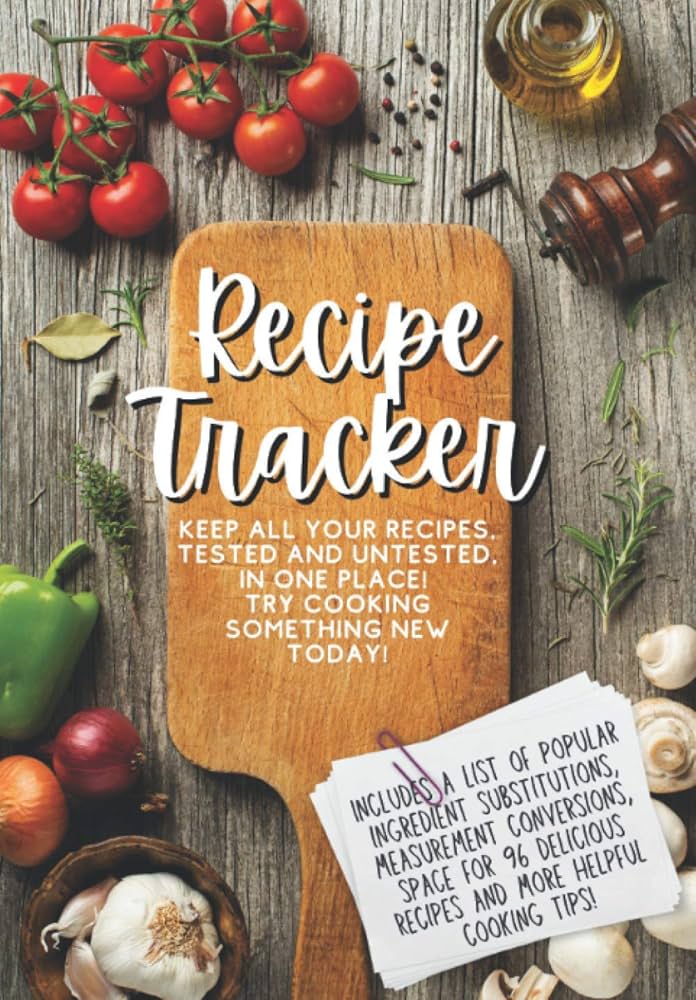 Recipe
Tracker
KEEP ALL YOUR RECIPES,
TESTED AND UNTESTED,
IN ONE PLACE!
TRY COOKING
SOMETHING NEW
TODAY!
INCLUDES A LIST OF POPULAR
INGREDIENT SUBSTITUTIONS,
MEASUREMENT CONVERSIONS,
SPACE FOR 96 DELICIOUS
RECIPES AND MORE HELPFUL
COOKING TIPS!